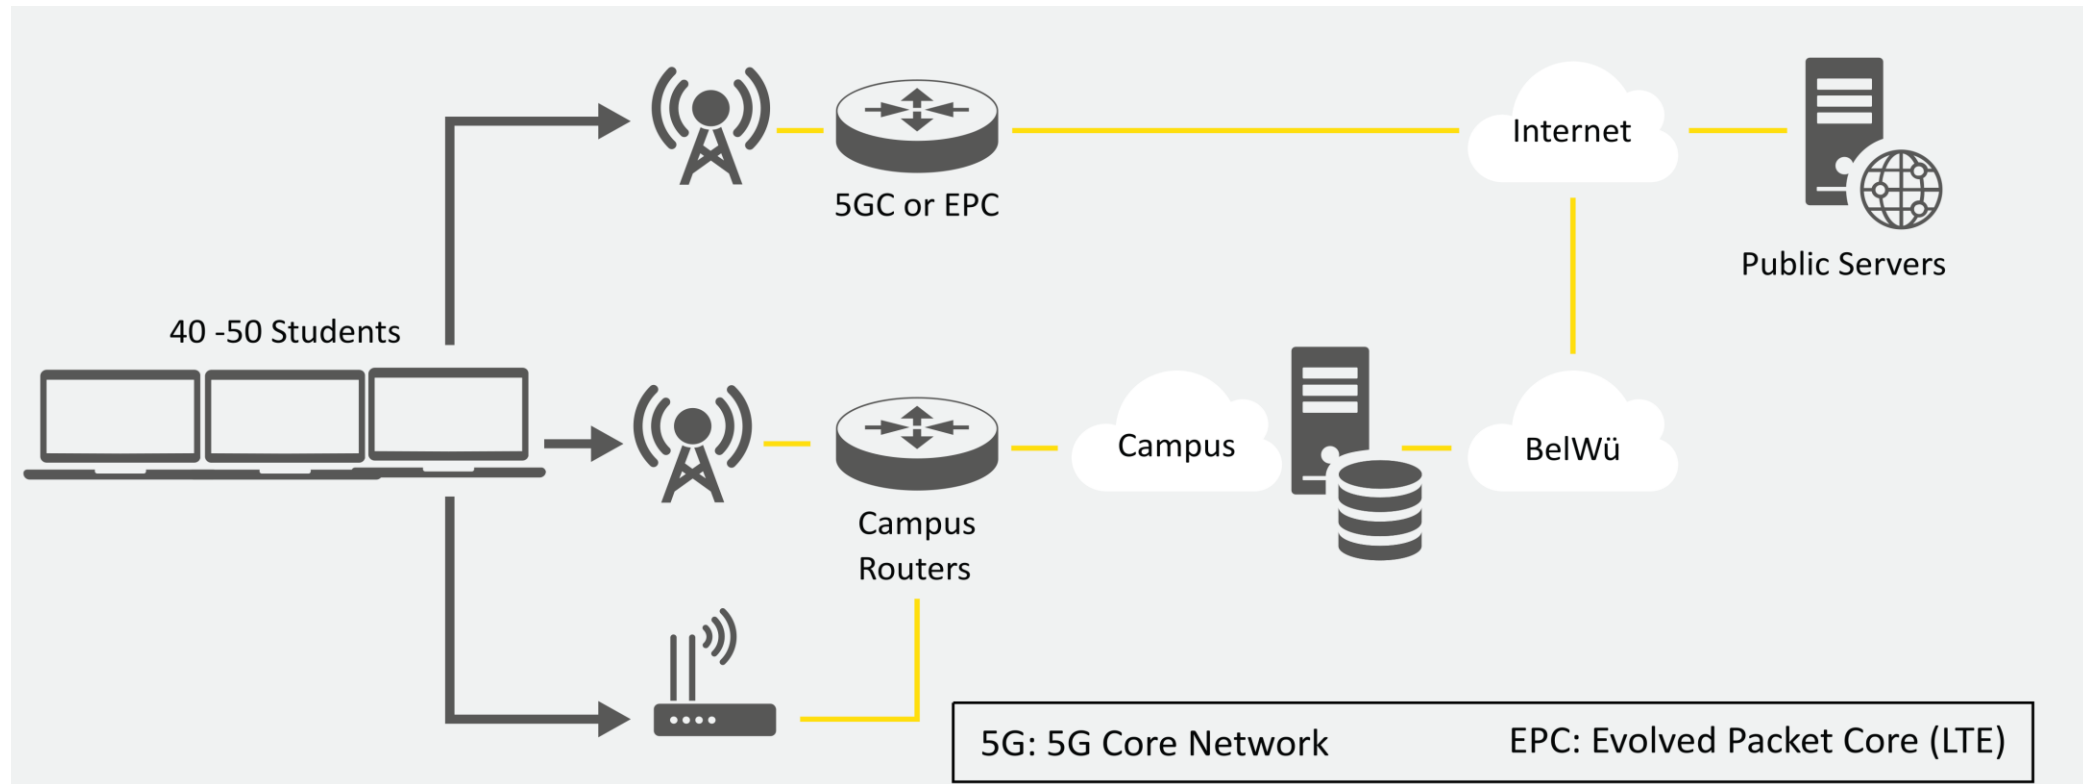 Internet
5GC or EPC
Public Servers
40 -50 Students
Campus
BelWü
Campus
Routers
5G: 5G Core Network
EPC: Evolved Packet Core (LTE)